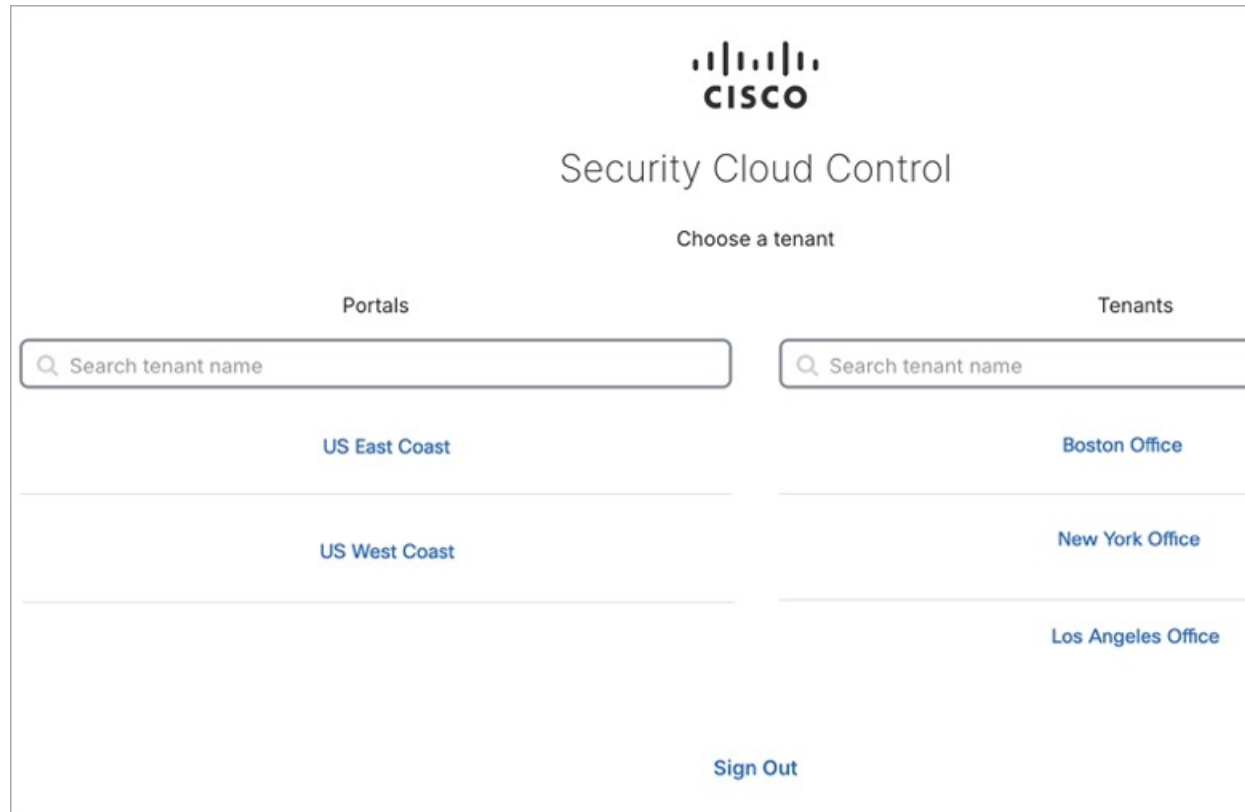 CISCO
Security Cloud Control
Choose a tenant
Portals
Search tenant name
US East Coast
US West Coast
Tenants
Search tenant name
Boston Office
New York Office
Los Angeles Office
Sign Out